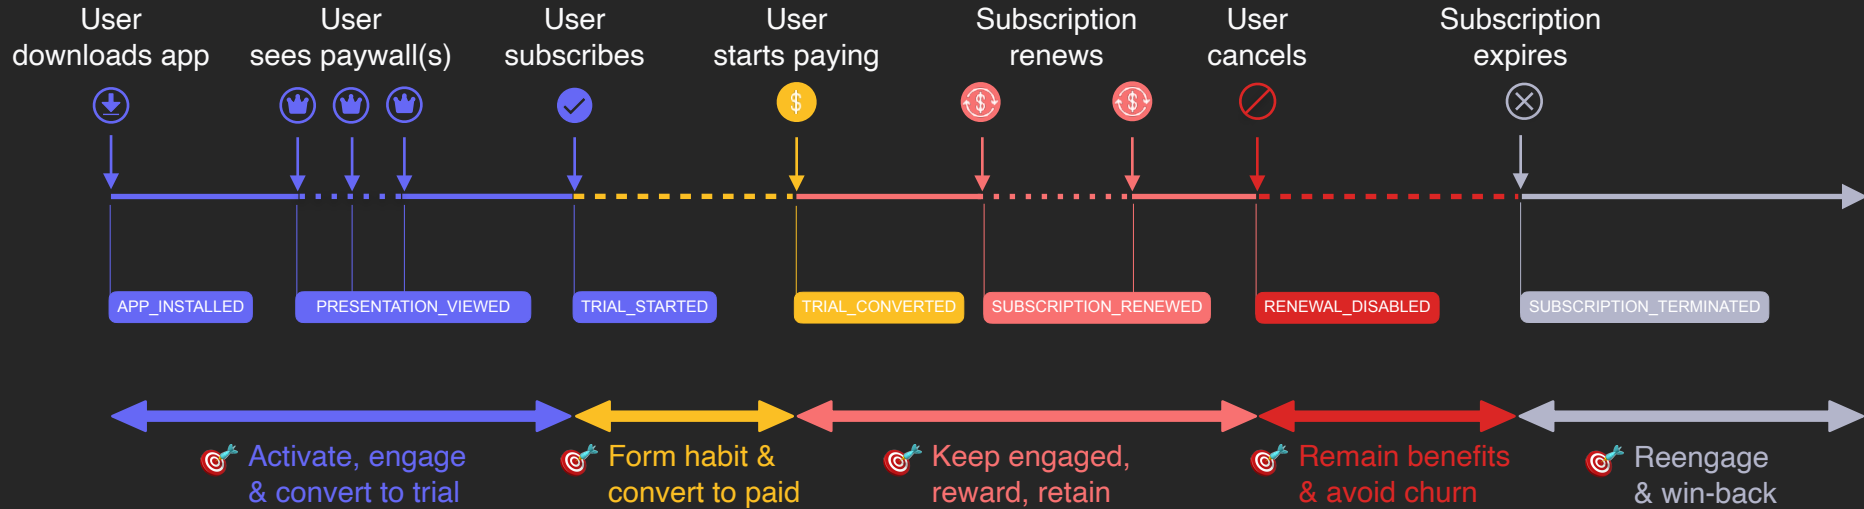 User
downloads app
User
sees paywall(s)
User
subscribes
User
starts paying
Subscription
renews
User
cancels
Subscription
expires
$
$
$
APP_INSTALLED
PRESENTATION_VIEWED
TRIAL_STARTED
TRIAL_CONVERTED
SUBSCRIPTION_RENEWED
RENEWAL_DISABLED
SUBSCRIPTION_TERMINATED
Activate, engage
& convert to trial
Form habit &
convert to paid
Keep engaged,
reward, retain
Remain benefits
& avoid churn
Reengage
& win-back